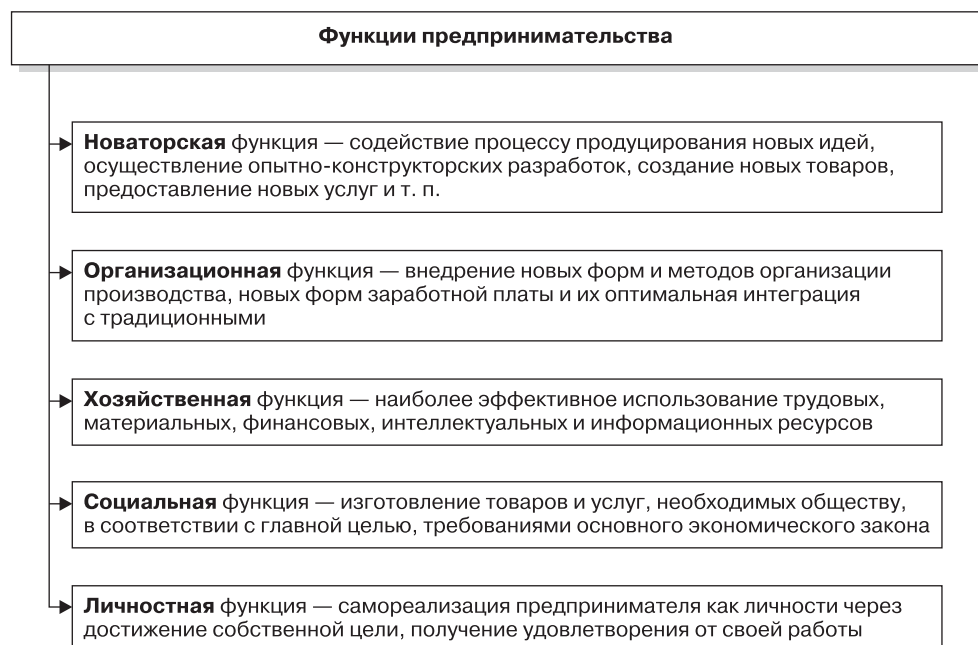 Функции предпринимательства
Новаторская функция — содействие процессу продуцирования новых идей,
осуществление опытно-конструкторских разработок, создание новых товаров,
предоставление новых услуг и т. п.
Организационная функция — внедрение новых форм и методов организации
производства, новых форм заработной платы и их оптимальная интеграция
с традиционными
Хозяйственная функция — наиболее эффективное использование трудовых,
материальных, финансовых, интеллектуальных и информационных ресурсов
Социальная функция — изготовление товаров и услуг, необходимых обществу,
в соответствии с главной целью, требованиями основного экономического закона
Личностная функция — самореализация предпринимателя как личности через
достижение собственной цели, получение удовлетворения от своей работы